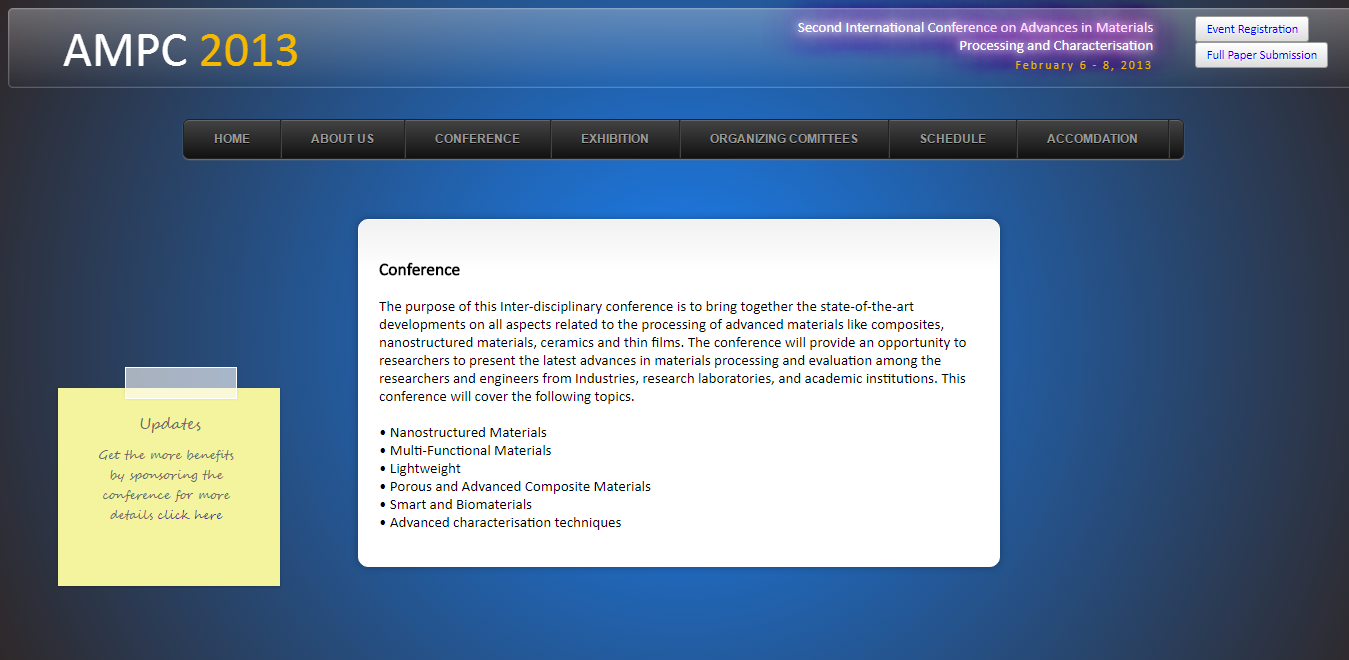 AMPC 2013
Second International Conference on Advances in Materials
Processing and Characterisation
February 6 - 8, 2013
Event Registration
Full Paper Submission
HOME
ABOUT US
CONFERENCE
EXHIBITION
ORGANIZING COMITTEES
SCHEDULE
ACCOMDATION
Conference
The purpose of this Inter-disciplinary conference is to bring together the state-of-the-art
developments on all aspects related to the processing of advanced materials like composites,
nanostructured materials, ceramics and thin films. The conference will provide an opportunity to
researchers to present the latest advances in materials processing and evaluation among the
researchers and engineers from Industries, research laboratories, and academic institutions. This
conference will cover the following topics.
• Nanostructured Materials
• Multi-Functional Materials
• Lightweight
• Porous and Advanced Composite Materials
• Smart and Biomaterials
• Advanced characterisation techniques
Updates
Get the more benefits
by sponsoring the
conference for more
details click here